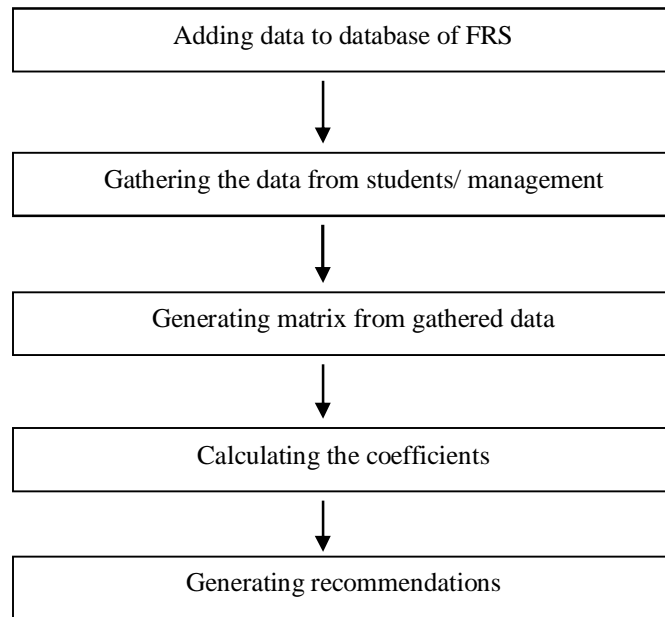 Adding data to database of FRS
Gathering the data from students/ management
Generating matrix from gathered data
Calculating the coefficients
Generating recommendations